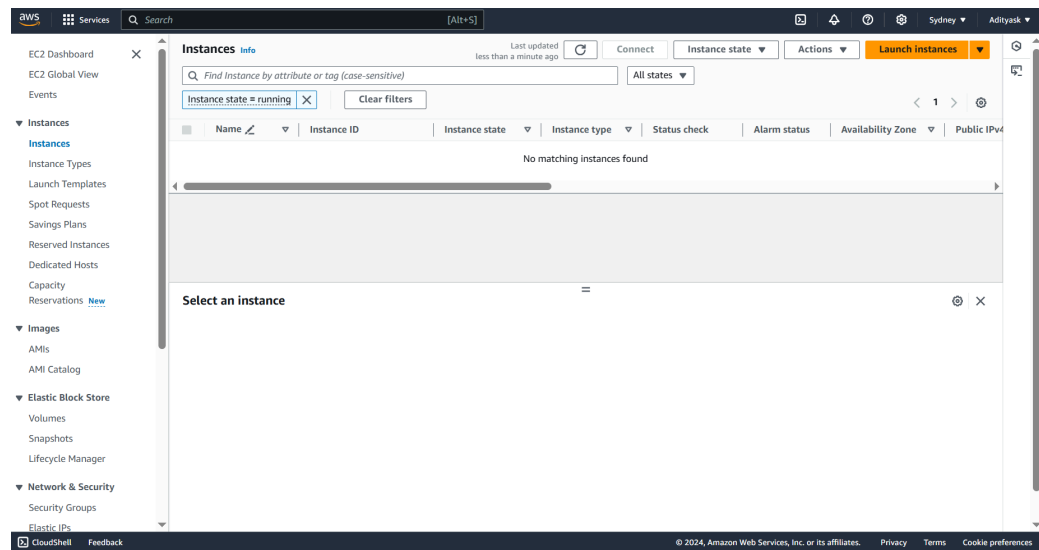 aws Services Search [Alt+S] Sydney ▼ Adityask ▼
EC2 Dashboard
EC2 Global View
Events
▼ Instances
Instances
Instance Types
Launch Templates
Spot Requests
Savings Plans
Reserved Instances
Dedicated Hosts
Capacity
Reservations New
▼ Images
AMIs
AMI Catalog
▼ Elastic Block Store
Volumes
Snapshots
Lifecycle Manager
▼ Network & Security
Security Groups
Elastic IPs
Instances Info
Last updated
less than a minute ago
Connect Instance state ▼ Actions ▼ Launch instances ▼
Find Instance by attribute or tag (case-sensitive) All states ▼
Instance state = running Clear filters
1
Name Instance ID Instance state Instance type Status check Alarm status Availability Zone Public IPv4
No matching instances found
Select an instance
CloudShell Feedback © 2024, Amazon Web Services, Inc. or its affiliates. Privacy Terms Cookie preferences